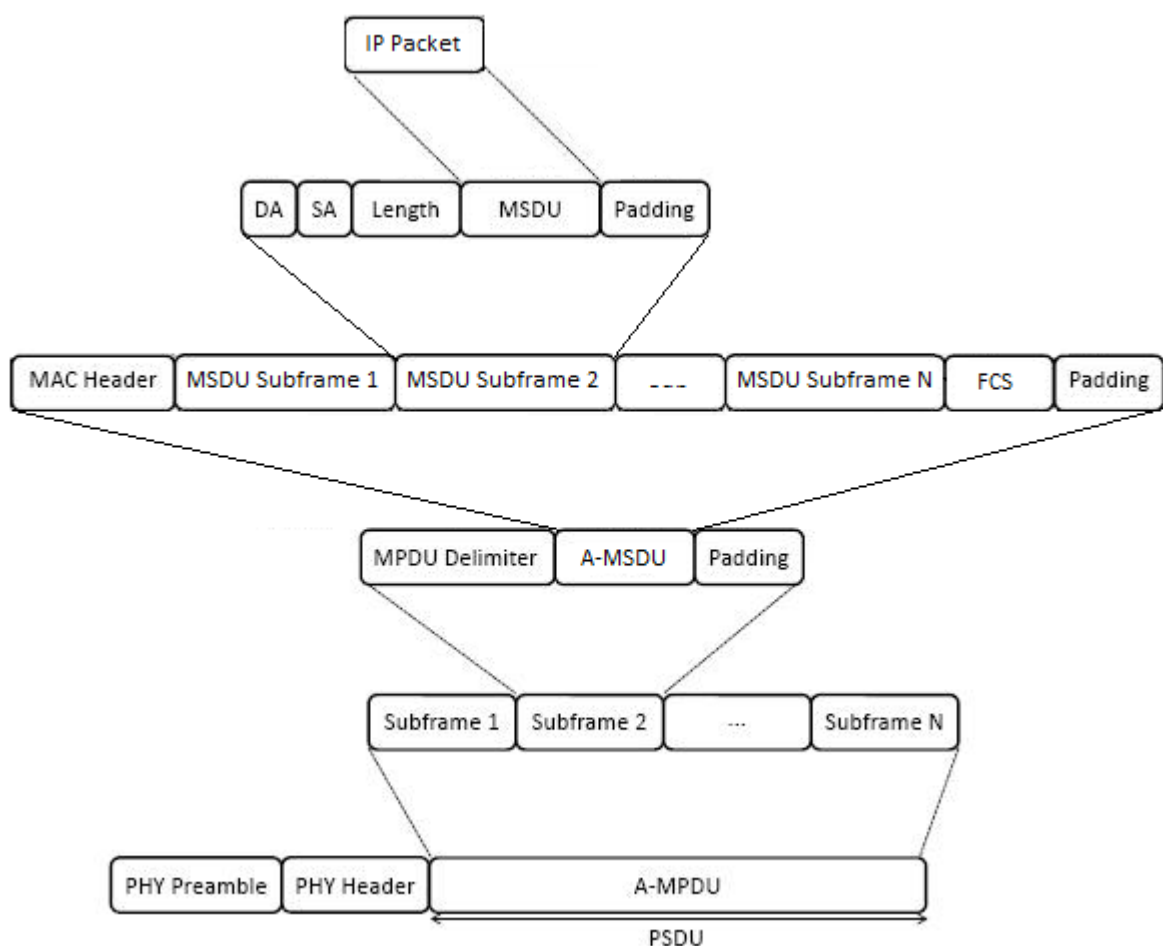 IP Packet
DA SA Length MSDU Padding
MAC Header MSDU Subframe 1 MSDU Subframe 2 --- MSDU Subframe N FCS Padding
MPDU Delimiter A-MSDU Padding
Subframe 1 Subframe 2 ... Subframe N
PHY Preamble PHY Header A-MPDU
PSDU